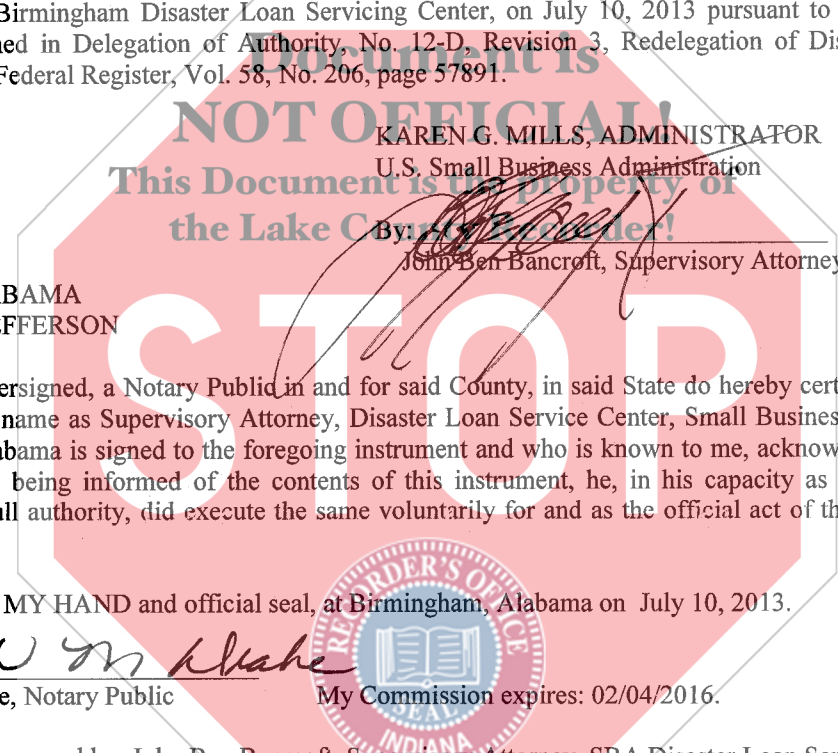 Birmingham Disaster Loan Servicing Center, on July 10, 2013 pursuant to
ned in Delegation of Authority, No. 12-D, Revision 3, Redelegation of Dis
Federal Register, Vol. 58, No. 206, page 57891.
Document is
NOT OFFICIAL!
This Document is the property of
the Lake County Recorder!
KAREN G. MILLS, ADMINISTRATOR
U.S. Small Business Administration
By:
John Ben Bancroft, Supervisory Attorney
ABAMA
EFFERSON
STOP
ersigned, a Notary Public in and for said County, in said State do hereby cert
name as Supervisory Attorney, Disaster Loan Service Center, Small Busines
abama is signed to the foregoing instrument and who is known to me, acknow
being informed of the contents of this instrument, he, in his capacity as
ull authority, did execute the same voluntarily for and as the official act of th
MY HAND and official seal, at Birmingham, Alabama on July 10, 2013.
Drake
e, Notary Public My Commission expires: 02/04/2016.
RECORDER'S OFFICE
SEAL
INDIANA